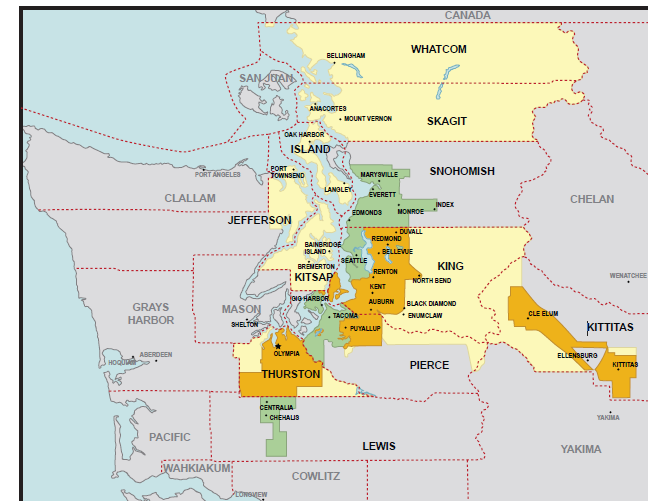 CANADA
BELLINGHAM
WHATCOM
SAN JUAN
ANACORTES
MOUNT VERNON
SKAGIT
OAK HARBOR
ISLAND
PORT ANGELES
PORT
TOWNSEND
MARYSVILLE
SNOHOMISH
LANGLEY
EVERETT
CLALLAM
CHELAN
INDEX
EDMONDS
MONROE
JEFFERSON
DUVALL
REDMOND
BAINBRIDGE
ISLAND
BELLEVUE
SEATTLE
BREMERTON
KING
KITSAP
RENTON
NORTH BEND
WENATCHEE
KENT
GIG HARBOR
AUBURN
BLACK DIAMOND
GRAYS
HARBOR
MASON
TACOMA
ENUMCLAW
CLE ELUM
SHELTON
PUYALLUP
KITTITAS
OLYMPIA
ABERDEEN
HOQUIAM
ELLENSBURG
KITTITAS
PIERCE
THURSTON
CENTRALIA
CHEHALIS
YAKIMA
PACIFIC
LEWIS
YAKIMA
WAHKIAKUM
COWLITZ
LONGVIEW